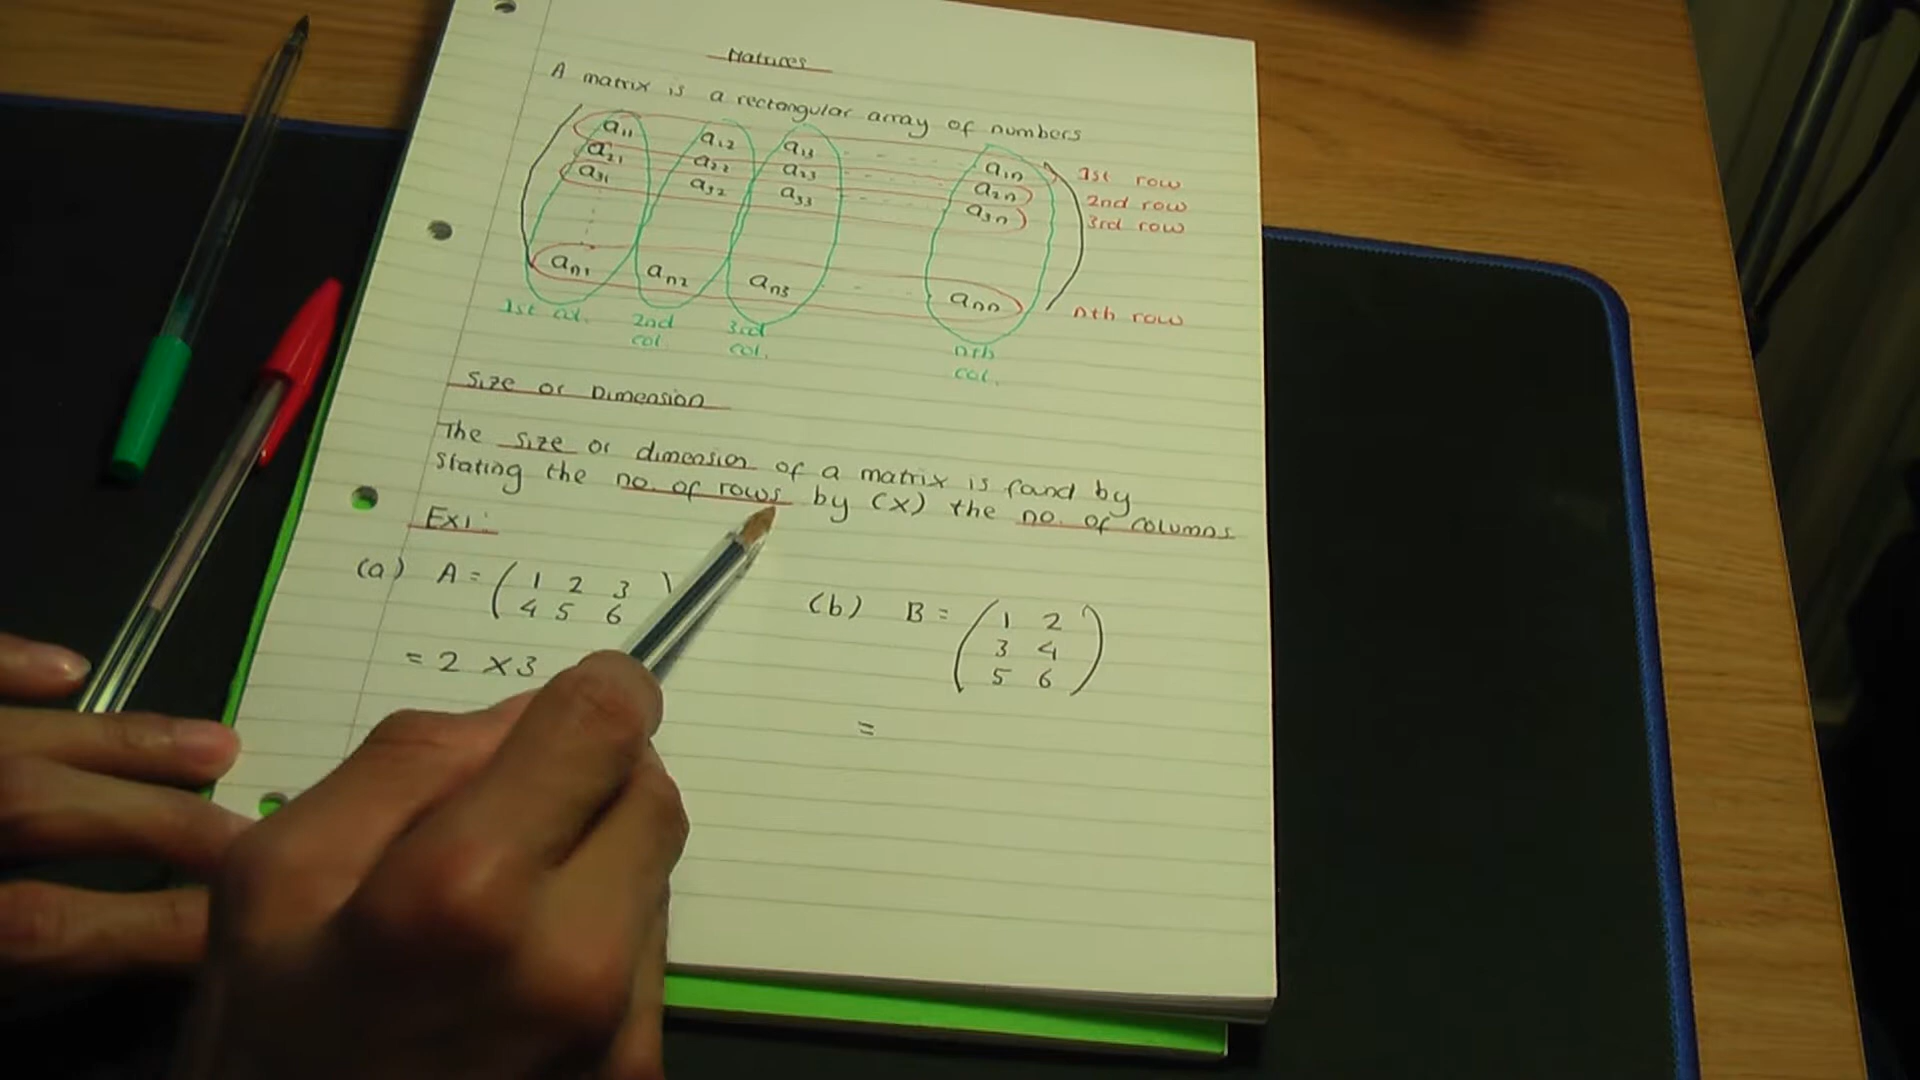 Matrices
A matrix is a rectangular array of numbers
a11 a12 a13 ------ a1n 1st row
a21 a22 a23 a2n 2nd row
a31 a32 a33 ------ a3n 3rd row
an1 an2 an3 - - - ann nth row
1st col. 2nd col 3rd col. nth col.
Size or Dimension
The size or dimension of a matrix is found by
stating the no. of rows by (x) the no. of columns
Ex1:
(a) A = ( 1 2 3 ) (b) B = ( 1 2 )
4 5 6 3 4
5 6
= 2 x 3 =